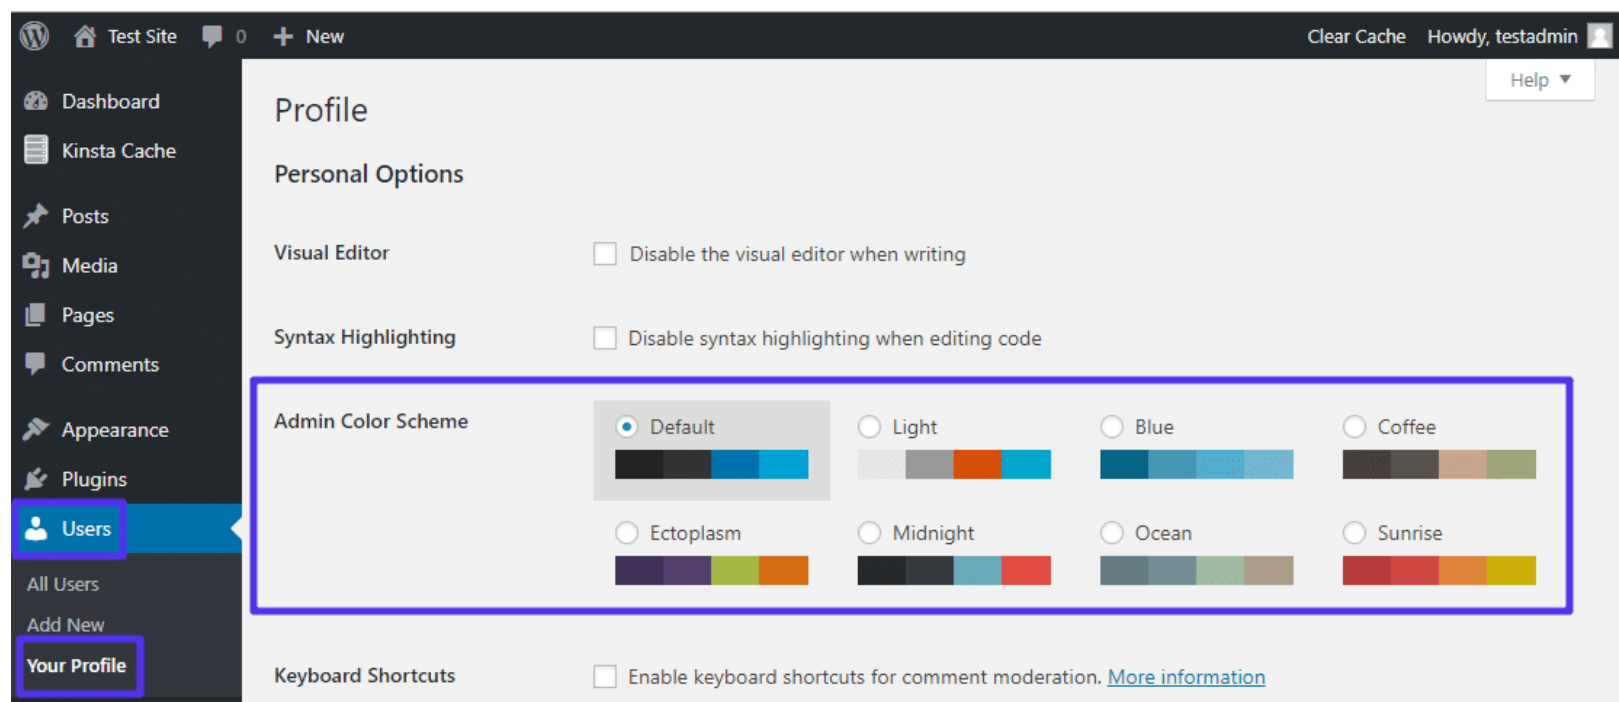 Test Site 0 New Clear Cache Howdy, testadmin
Help
Dashboard
Kinsta Cache
Posts
Media
Pages
Comments
Appearance
Plugins
Users
All Users
Add New
Your Profile
Profile
Personal Options
Visual Editor Disable the visual editor when writing
Syntax Highlighting Disable syntax highlighting when editing code
Admin Color Scheme Default Light Blue Coffee
Ectoplasm Midnight Ocean Sunrise
Keyboard Shortcuts Enable keyboard shortcuts for comment moderation. More information